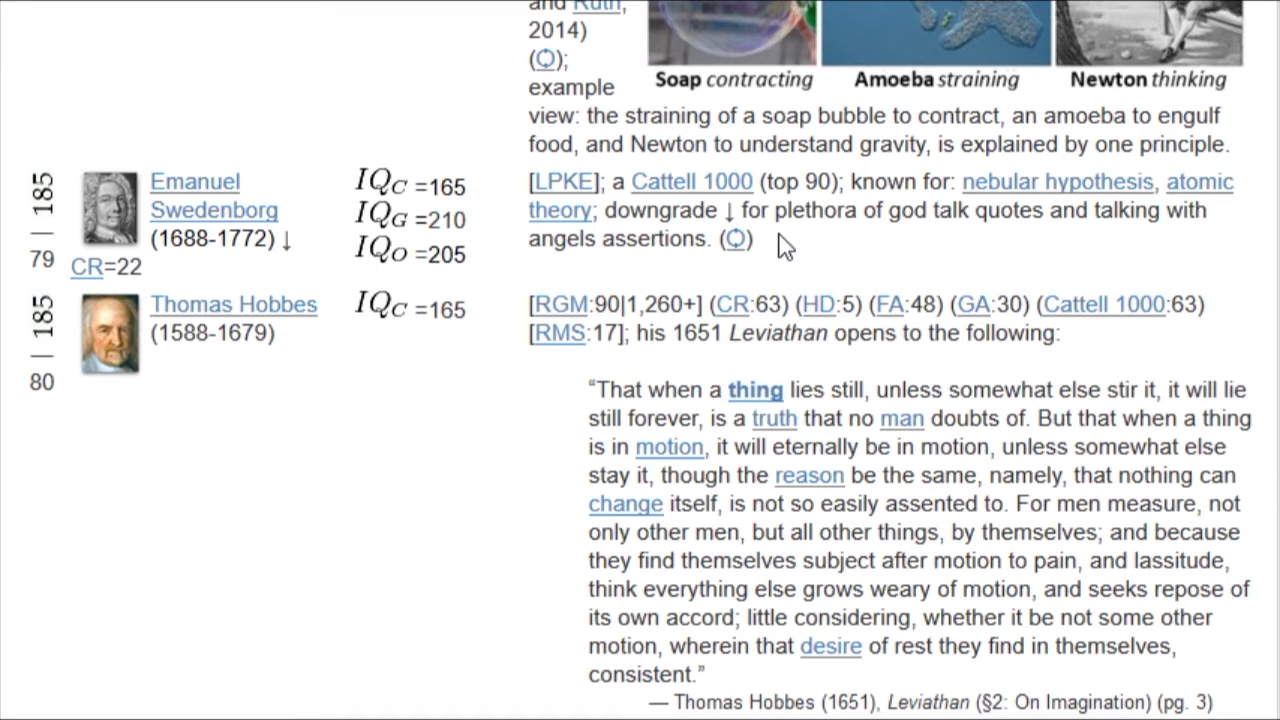 and Ruth,
2014)
(↻);
example
Soap contracting
Amoeba straining
Newton thinking
view: the straining of a soap bubble to contract, an amoeba to engulf
food, and Newton to understand gravity, is explained by one principle.
185
—
79
Emanuel
Swedenborg
(1688-1772) ↓
CR=22
IQC =165
IQG =210
IQO =205
[LPKE]; a Cattell 1000 (top 90); known for: nebular hypothesis, atomic
theory; downgrade ↓ for plethora of god talk quotes and talking with
angels assertions. (↻)
185
—
80
Thomas Hobbes
(1588-1679)
IQC =165
[RGM:90|1,260+] (CR:63) (HD:5) (FA:48) (GA:30) (Cattell 1000:63)
[RMS:17]; his 1651 Leviathan opens to the following:
“That when a thing lies still, unless somewhat else stir it, it will lie
still forever, is a truth that no man doubts of. But that when a thing
is in motion, it will eternally be in motion, unless somewhat else
stay it, though the reason be the same, namely, that nothing can
change itself, is not so easily assented to. For men measure, not
only other men, but all other things, by themselves; and because
they find themselves subject after motion to pain, and lassitude,
think everything else grows weary of motion, and seeks repose of
its own accord; little considering, whether it be not some other
motion, wherein that desire of rest they find in themselves,
consistent.”
— Thomas Hobbes (1651), Leviathan (§2: On Imagination) (pg. 3)